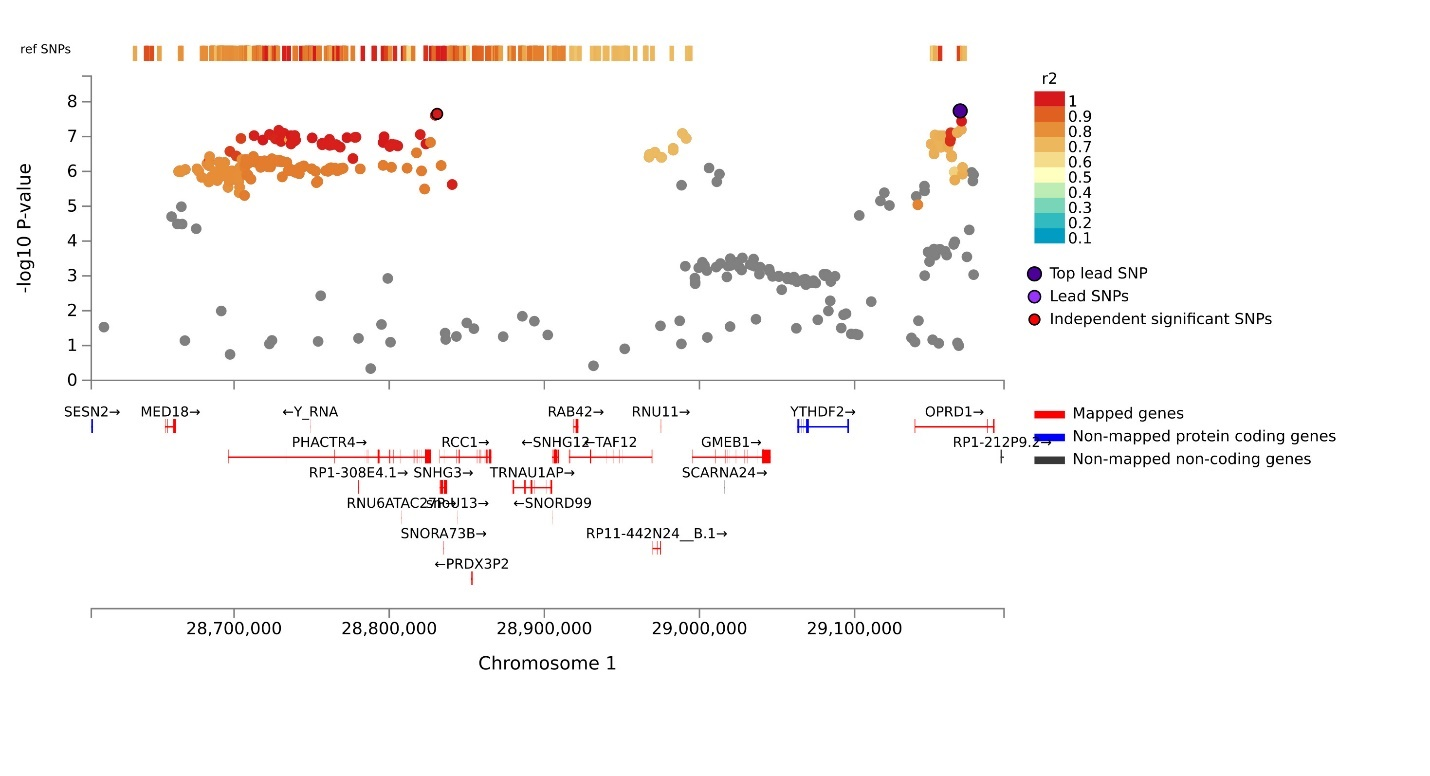 ref SNPs
r2
1
0.9
0.8
0.7
0.6
0.5
0.4
0.3
0.2
0.1
8
7
6
5
4
3
2
1
0
-log10 P-value
Top lead SNP
Lead SNPs
Independent significant SNPs
SESN2→ MED18→ ←Y_RNA RAB42→ RNU11→ YTHDF2→ OPRD1→
PHACTR4→ RCC1→ ←SNHG12 ←TAF12 GMEB1→ RP1-212P9.2→
RP1-308E4.1→ SNHG3→ TRNAU1AP→ SCARNA24→
RNU6ATAC27P→ snoU13→ ←SNORD99
SNORA73B→ RP11-442N24__B.1→
←PRDX3P2
Mapped genes
Non-mapped protein coding genes
Non-mapped non-coding genes
28,700,000 28,800,000 28,900,000 29,000,000 29,100,000
Chromosome 1